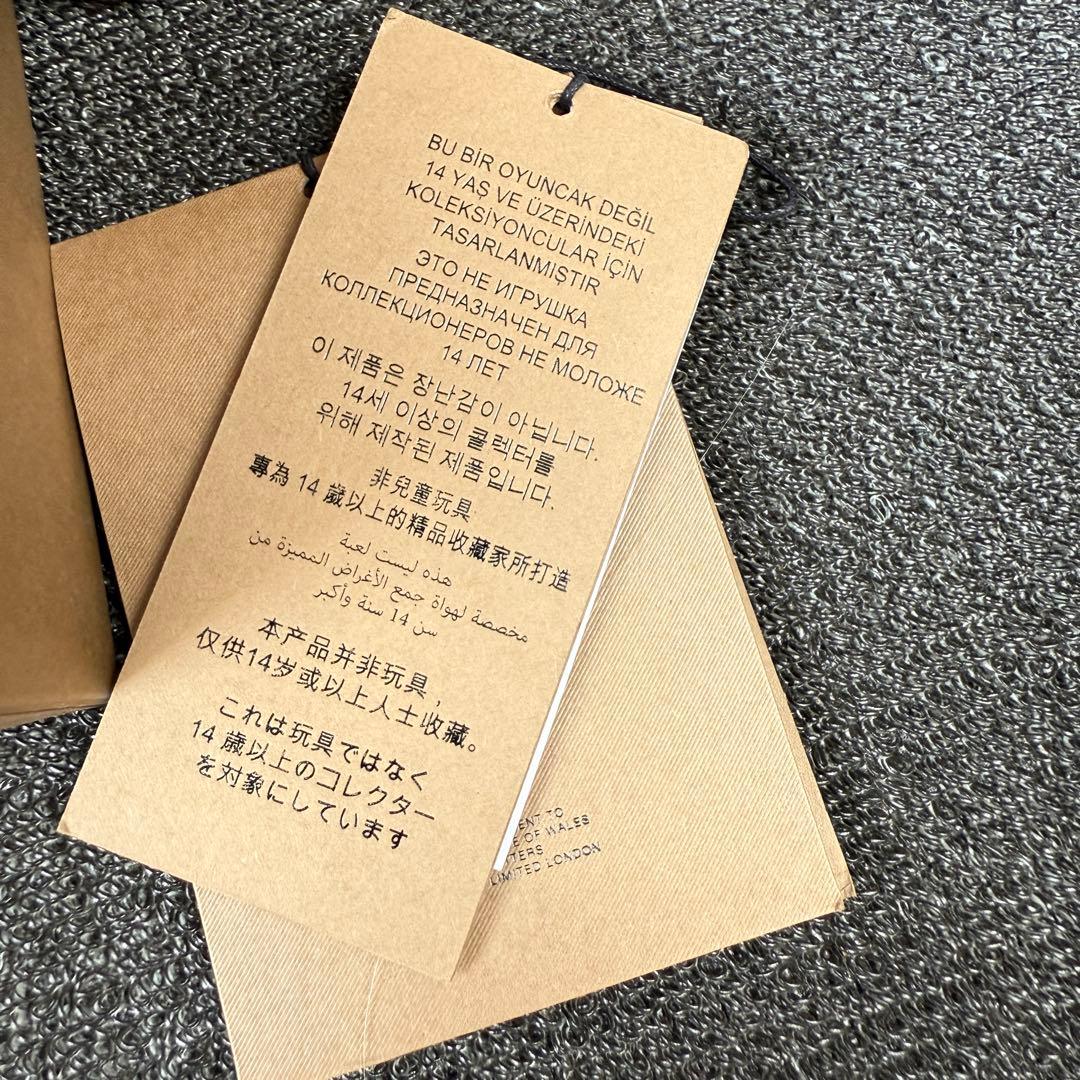 BU BİR OYUNCAK DEĞİL
14 YAŞ VE ÜZERİNDEKİ
KOLEKSİYONCULAR İÇİN
TASARLANMIŞTIR
ЭТО НЕ ИГРУШКА
ПРЕДНАЗНАЧЕН ДЛЯ
КОЛЛЕКЦИОНЕРОВ НЕ МОЛОЖЕ
14 ЛЕТ
이 제품은 장난감이 아닙니다.
14세 이상의 콜렉터를
위해 제작된 제품입니다.
非兒童玩具
專為 14 歲以上的精品收藏家所打造
هذه ليست لعبة
مخصصة لهواة جمع الأغراض المميزة من
سن 14 سنة وأكبر
本产品并非玩具，
仅供14岁或以上人士收藏。
これは玩具ではなく
14 歳以上のコレクター
を対象にしています
TO
OF WALES
LIMITED LONDON